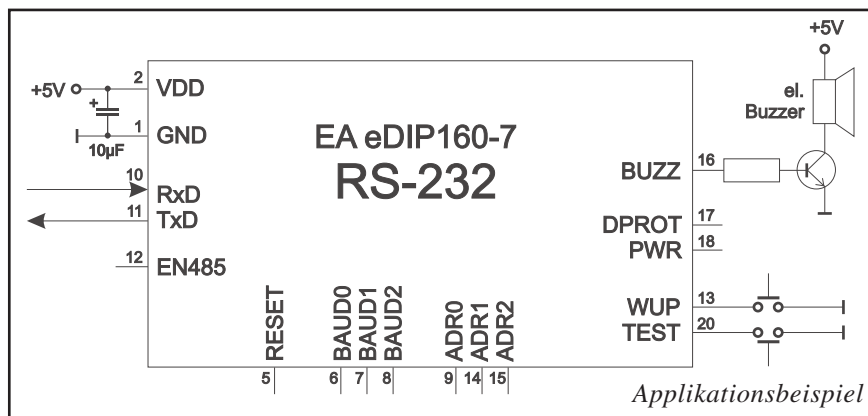 +5V
2 VDD
+5V
el.
Buzzer
1 GND
10µF
EA eDIP160-7
RS-232
10 RxD
11 TxD
BUZZ 16
DPROT 17
PWR 18
12 EN485
WUP 13
TEST 20
RESET
BAUD0
BAUD1
BAUD2
ADR0
ADR1
ADR2
5 6 7 8 9 14 15
Applikationsbeispiel